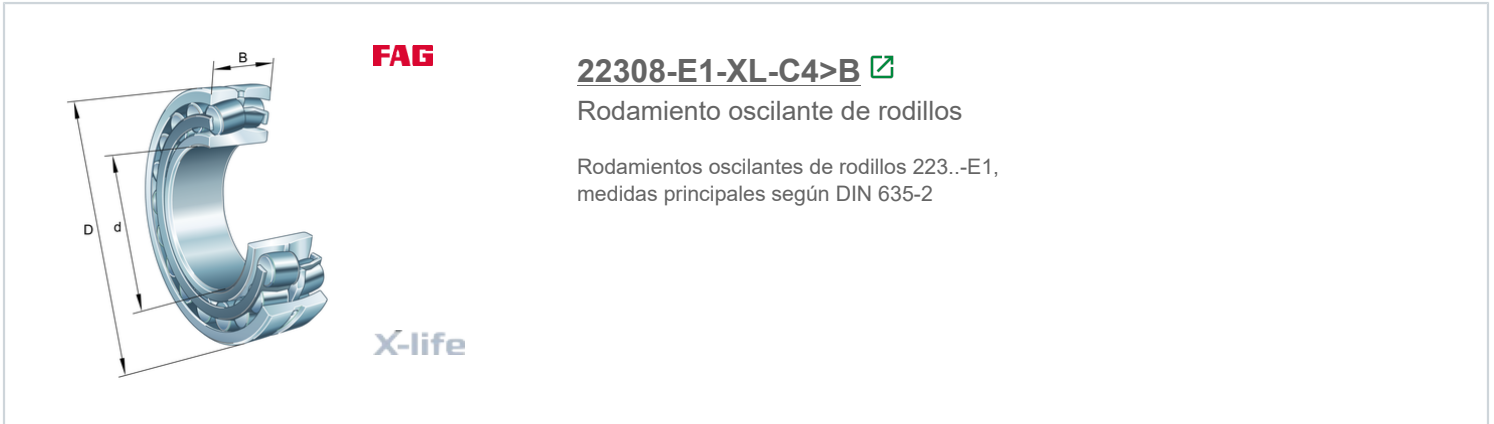 B
FAG
22308-E1-XL-C4>B
Rodamiento oscilante de rodillos
Rodamientos oscilantes de rodillos 223..-E1,
medidas principales según DIN 635-2
D
d
X-life